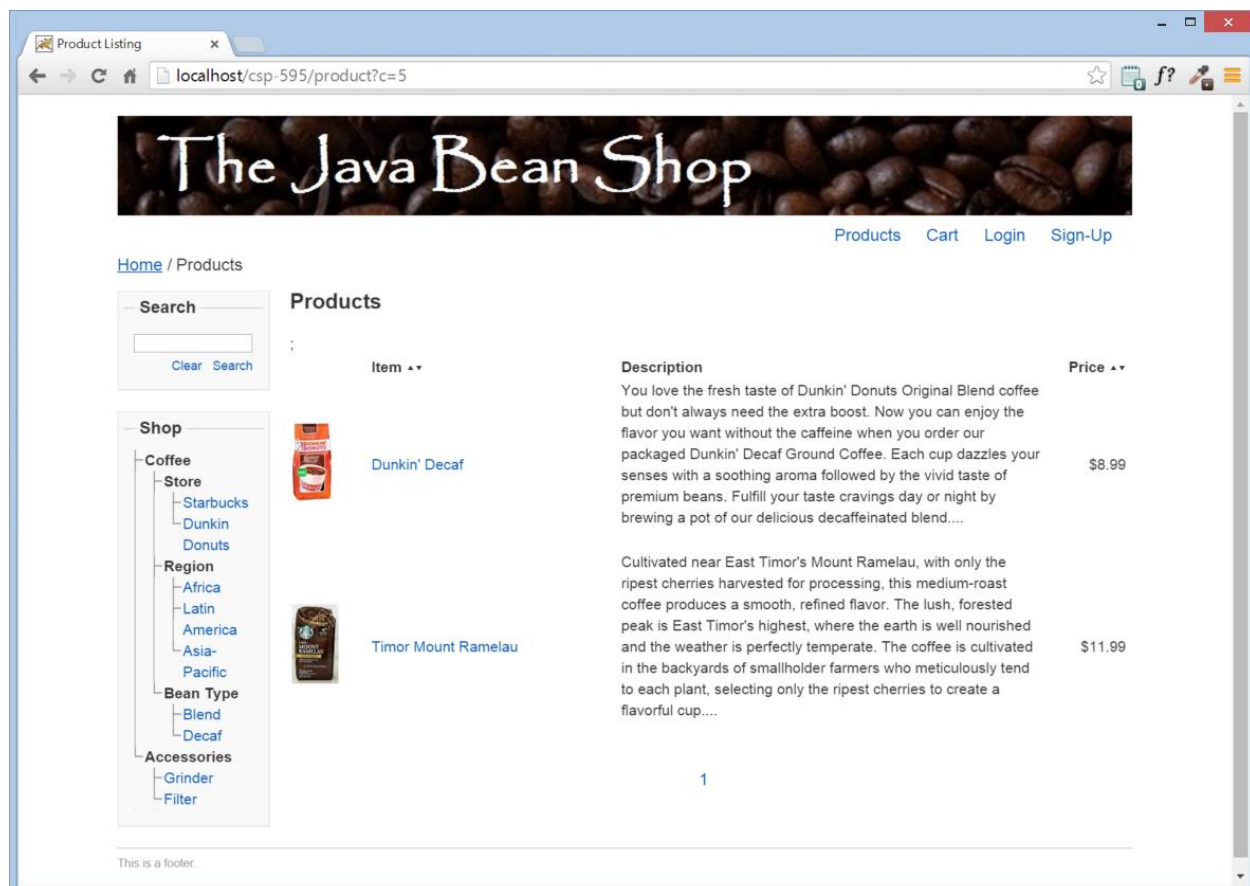 Product Listing
localhost/csp-595/product?c=5
f?
The Java Bean Shop
Products Cart Login Sign-Up
Home / Products
Search
Clear Search
Shop
Coffee
Store
Starbucks
Dunkin
Donuts
Region
Africa
Latin
America
Asia-
Pacific
Bean Type
Blend
Decaf
Accessories
Grinder
Filter
Products
;
Item Description Price
You love the fresh taste of Dunkin' Donuts Original Blend coffee
but don't always need the extra boost. Now you can enjoy the
flavor you want without the caffeine when you order our
packaged Dunkin' Decaf Ground Coffee. Each cup dazzles your
senses with a soothing aroma followed by the vivid taste of
premium beans. Fulfill your taste cravings day or night by
brewing a pot of our delicious decaffeinated blend....
Dunkin' Decaf
$8.99
Cultivated near East Timor's Mount Ramelau, with only the
ripest cherries harvested for processing, this medium-roast
coffee produces a smooth, refined flavor. The lush, forested
peak is East Timor's highest, where the earth is well nourished
and the weather is perfectly temperate. The coffee is cultivated
in the backyards of smallholder farmers who meticulously tend
to each plant, selecting only the ripest cherries to create a
flavorful cup....
Timor Mount Ramelau
$11.99
1
This is a footer.